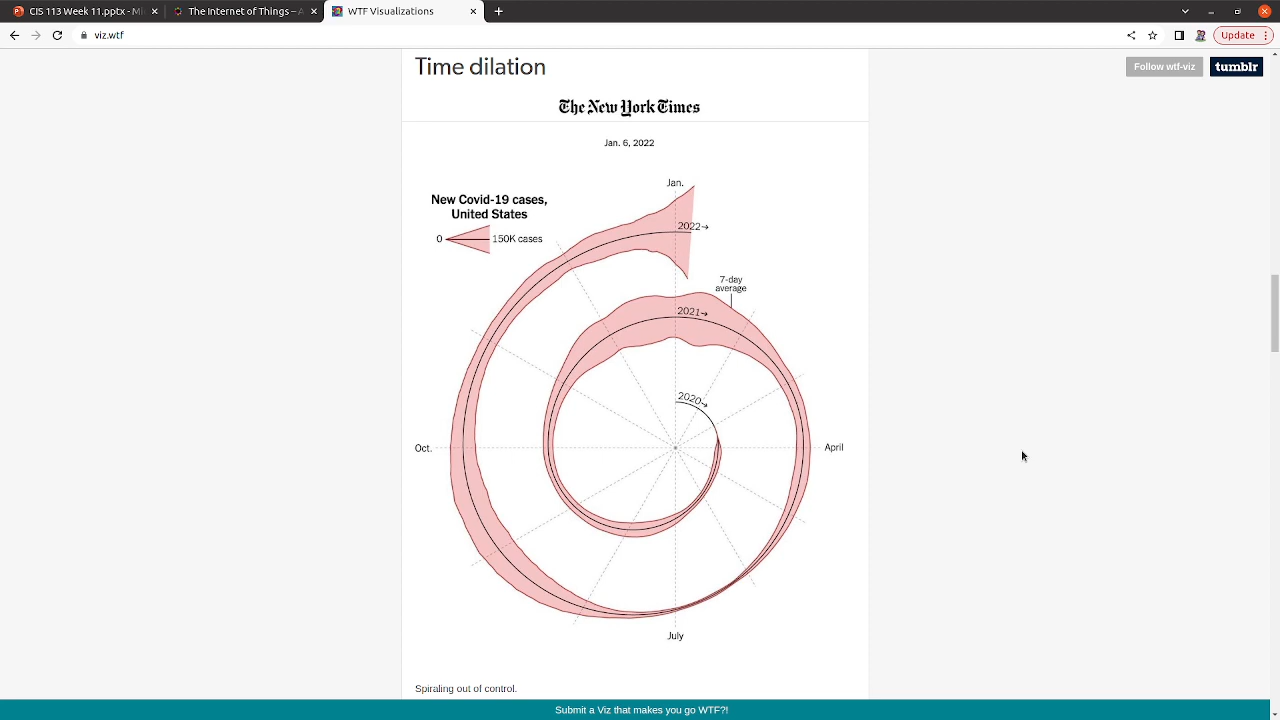 CIS 113 Week 11.pptx - Mi
The Internet of Things – A
WTF Visualizations
viz.wtf
Update
Time dilation
Follow wtf-viz
tumblr
The New York Times
Jan. 6, 2022
Jan.
New Covid-19 cases,
United States
0
150K cases
2022→
7-day
average
2021→
2020→
Oct.
April
July
Spiraling out of control.
Submit a Viz that makes you go WTF?!